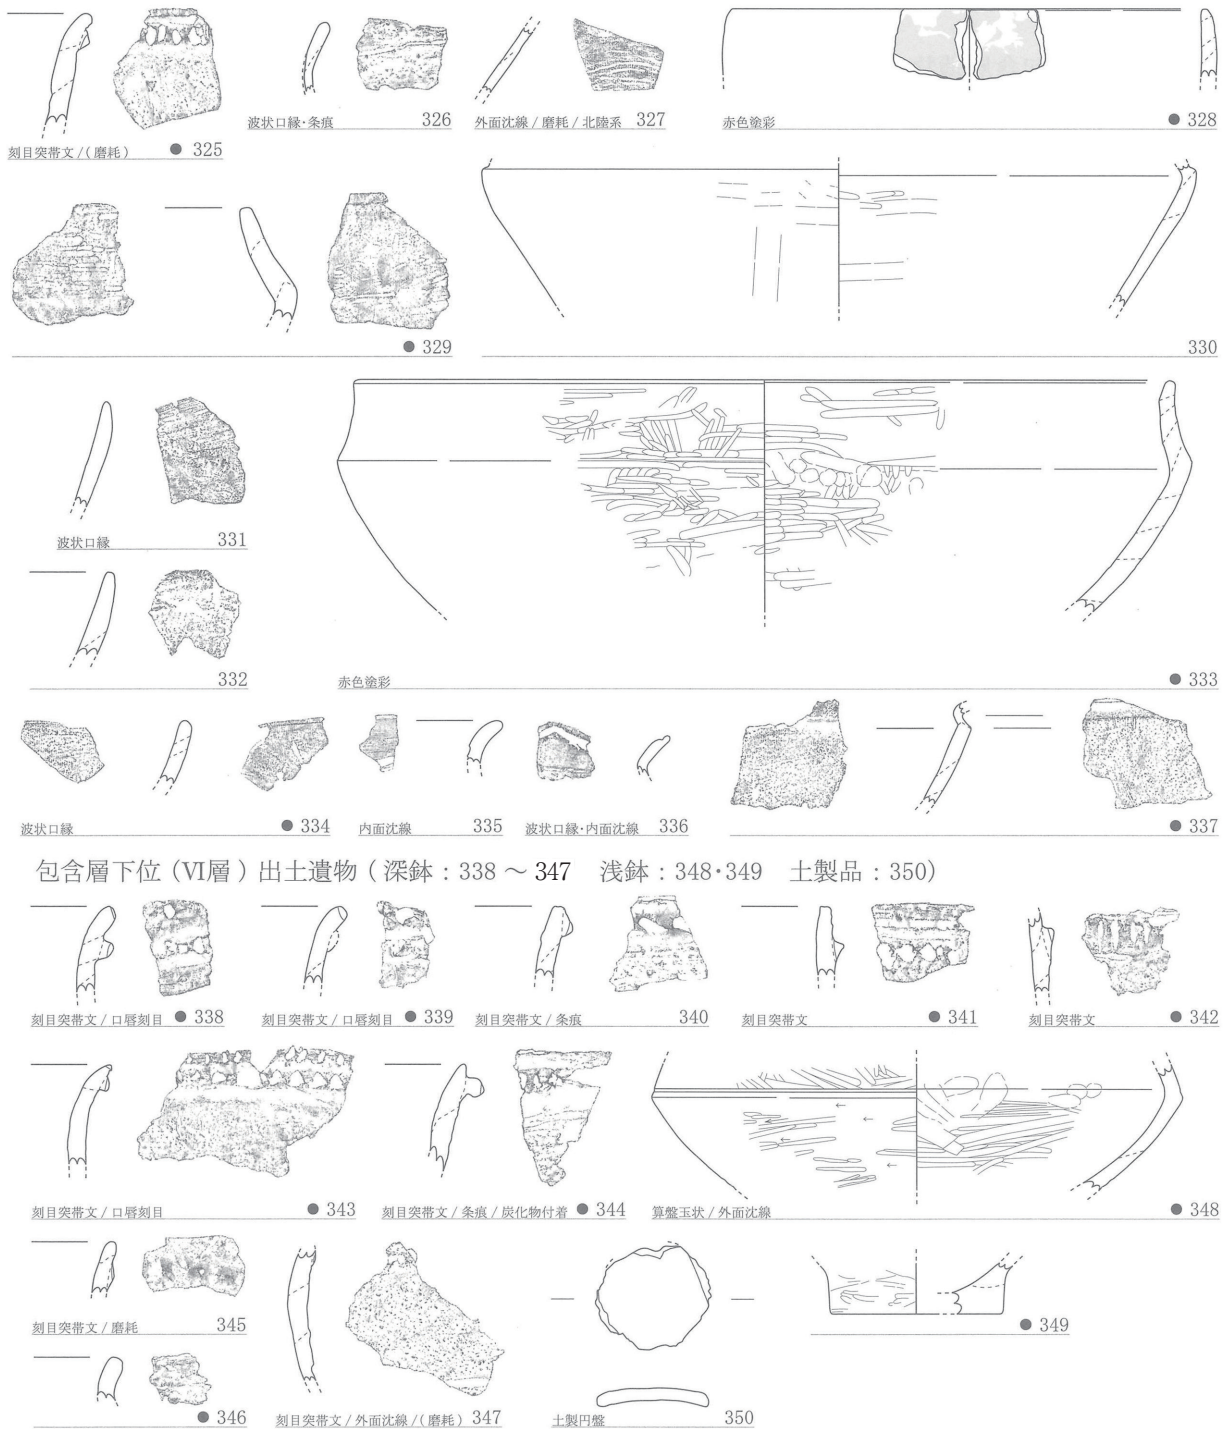 刻目突帯文 / ( 磨耗 ) ● 325
波状口縁・条痕 326
外面沈線 / 磨耗 / 北陸系 327
赤色塗彩 ● 328
● 329
330
波状口縁 331
332
赤色塗彩 ● 333
波状口縁 ● 334
内面沈線 335
波状口縁・内面沈線 336
● 337
包含層下位 (Ⅵ層 ) 出土遺物 ( 深鉢 : 338 ～ 347 浅鉢 : 348・349 土製品 : 350)
刻目突帯文 / 口唇刻目 ● 338
刻目突帯文 / 口唇刻目 ● 339
刻目突帯文 / 条痕 340
刻目突帯文 ● 341
刻目突帯文 ● 342
刻目突帯文 / 口唇刻目 ● 343
刻目突帯文 / 条痕 / 炭化物付着 ● 344
算盤玉状 / 外面沈線 ● 348
刻目突帯文 / 磨耗 345
● 346
刻目突帯文 / 外面沈線 / ( 磨耗 ) 347
土製円盤 350
● 349